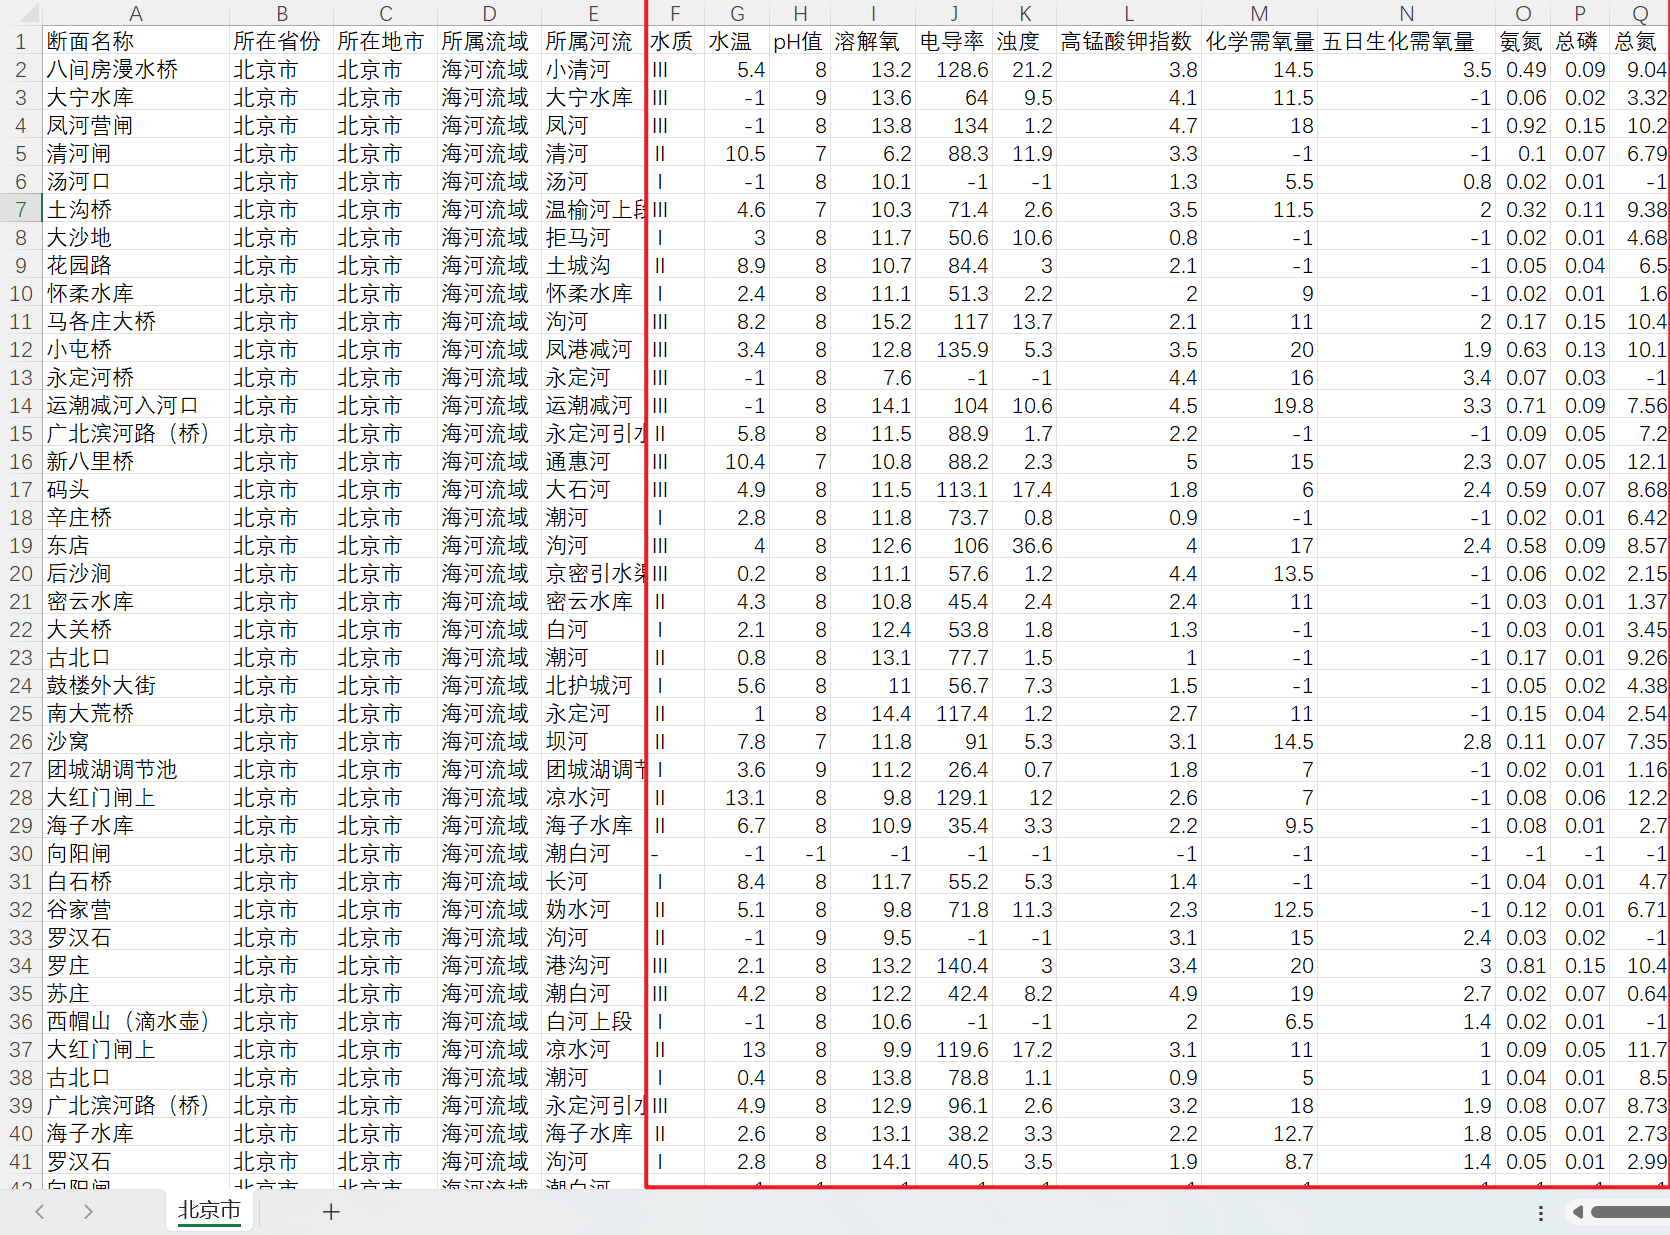 A B C D E F G H I J K L M N O P Q
1 断面名称 所在省份 所在地市 所属流域 所属河流 水质 水温 pH值 溶解氧 电导率 浊度 高锰酸钾指数 化学需氧量 五日生化需氧量 氨氮 总磷 总氮
2 八间房漫水桥 北京市 北京市 海河流域 小清河 III 5.4 8 13.2 128.6 21.2 3.8 14.5 3.5 0.49 0.09 9.04
3 大宁水库 北京市 北京市 海河流域 大宁水库 III -1 9 13.6 64 9.5 4.1 11.5 -1 0.06 0.02 3.32
4 凤河营闸 北京市 北京市 海河流域 凤河 III -1 8 13.8 134 1.2 4.7 18 -1 0.92 0.15 10.2
5 清河闸 北京市 北京市 海河流域 清河 II 10.5 7 6.2 88.3 11.9 3.3 -1 -1 0.1 0.07 6.79
6 汤河口 北京市 北京市 海河流域 汤河 I -1 8 10.1 -1 -1 1.3 5.5 0.8 0.02 0.01 -1
7 土沟桥 北京市 北京市 海河流域 温榆河上段 III 4.6 7 10.3 71.4 2.6 3.5 11.5 2 0.32 0.11 9.38
8 大沙地 北京市 北京市 海河流域 拒马河 I 3 8 11.7 50.6 10.6 0.8 -1 -1 0.02 0.01 4.68
9 花园路 北京市 北京市 海河流域 土城沟 II 8.9 8 10.7 84.4 3 2.1 -1 -1 0.05 0.04 6.5
10 怀柔水库 北京市 北京市 海河流域 怀柔水库 I 2.4 8 11.1 51.3 2.2 2 9 -1 0.02 0.01 1.6
11 马各庄大桥 北京市 北京市 海河流域 泃河 III 8.2 8 15.2 117 13.7 2.1 11 2 0.17 0.15 10.4
12 小屯桥 北京市 北京市 海河流域 凤港减河 III 3.4 8 12.8 135.9 5.3 3.5 20 1.9 0.63 0.13 10.1
13 永定河桥 北京市 北京市 海河流域 永定河 III -1 8 7.6 -1 -1 4.4 16 3.4 0.07 0.03 -1
14 运潮减河入河口 北京市 北京市 海河流域 运潮减河 III -1 8 14.1 104 10.6 4.5 19.8 3.3 0.71 0.09 7.56
15 广北滨河路（桥） 北京市 北京市 海河流域 永定河引水 II 5.8 8 11.5 88.9 1.7 2.2 -1 -1 0.09 0.05 7.2
16 新八里桥 北京市 北京市 海河流域 通惠河 III 10.4 7 10.8 88.2 2.3 5 15 2.3 0.07 0.05 12.1
17 码头 北京市 北京市 海河流域 大石河 III 4.9 8 11.5 113.1 17.4 1.8 6 2.4 0.59 0.07 8.68
18 辛庄桥 北京市 北京市 海河流域 潮河 I 2.8 8 11.8 73.7 0.8 0.9 -1 -1 0.02 0.01 6.42
19 东店 北京市 北京市 海河流域 泃河 III 4 8 12.6 106 36.6 4 17 2.4 0.58 0.09 8.57
20 后沙涧 北京市 北京市 海河流域 京密引水渠 III 0.2 8 11.1 57.6 1.2 4.4 13.5 -1 0.06 0.02 2.15
21 密云水库 北京市 北京市 海河流域 密云水库 II 4.3 8 10.8 45.4 2.4 2.4 11 -1 0.03 0.01 1.37
22 大关桥 北京市 北京市 海河流域 白河 I 2.1 8 12.4 53.8 1.8 1.3 -1 -1 0.03 0.01 3.45
23 古北口 北京市 北京市 海河流域 潮河 II 0.8 8 13.1 77.7 1.5 1 -1 -1 0.17 0.01 9.26
24 鼓楼外大街 北京市 北京市 海河流域 北护城河 I 5.6 8 11 56.7 7.3 1.5 -1 -1 0.05 0.02 4.38
25 南大荒桥 北京市 北京市 海河流域 永定河 II 1 8 14.4 117.4 1.2 2.7 11 -1 0.15 0.04 2.54
26 沙窝 北京市 北京市 海河流域 坝河 II 7.8 7 11.8 91 5.3 3.1 14.5 2.8 0.11 0.07 7.35
27 团城湖调节池 北京市 北京市 海河流域 团城湖调节 I 3.6 9 11.2 26.4 0.7 1.8 7 -1 0.02 0.01 1.16
28 大红门闸上 北京市 北京市 海河流域 凉水河 II 13.1 8 9.8 129.1 12 2.6 7 -1 0.08 0.06 12.2
29 海子水库 北京市 北京市 海河流域 海子水库 II 6.7 8 10.9 35.4 3.3 2.2 9.5 -1 0.08 0.01 2.7
30 向阳闸 北京市 北京市 海河流域 潮白河 - -1 -1 -1 -1 -1 -1 -1 -1 -1 -1 -1
31 白石桥 北京市 北京市 海河流域 长河 I 8.4 8 11.7 55.2 5.3 1.4 -1 -1 0.04 0.01 4.7
32 谷家营 北京市 北京市 海河流域 妫水河 II 5.1 8 9.8 71.8 11.3 2.3 12.5 -1 0.12 0.01 6.71
33 罗汉石 北京市 北京市 海河流域 泃河 II -1 9 9.5 -1 -1 3.1 15 2.4 0.03 0.02 -1
34 罗庄 北京市 北京市 海河流域 港沟河 III 2.1 8 13.2 140.4 3 3.4 20 3 0.81 0.15 10.4
35 苏庄 北京市 北京市 海河流域 潮白河 III 4.2 8 12.2 42.4 8.2 4.9 19 2.7 0.02 0.07 0.64
36 西帽山（滴水壶） 北京市 北京市 海河流域 白河上段 I -1 8 10.6 -1 -1 2 6.5 1.4 0.02 0.01 -1
37 大红门闸上 北京市 北京市 海河流域 凉水河 II 13 8 9.9 119.6 17.2 3.1 11 1 0.09 0.05 11.7
38 古北口 北京市 北京市 海河流域 潮河 I 0.4 8 13.8 78.8 1.1 0.9 5 1 0.04 0.01 8.5
39 广北滨河路（桥） 北京市 北京市 海河流域 永定河引水 III 4.9 8 12.9 96.1 2.6 3.2 18 1.9 0.08 0.07 8.73
40 海子水库 北京市 北京市 海河流域 海子水库 II 2.6 8 13.1 38.2 3.3 2.2 12.7 1.8 0.05 0.01 2.73
41 罗汉石 北京市 北京市 海河流域 泃河 I 2.8 8 14.1 40.5 3.5 1.9 8.7 1.4 0.05 0.01 2.99
北京市